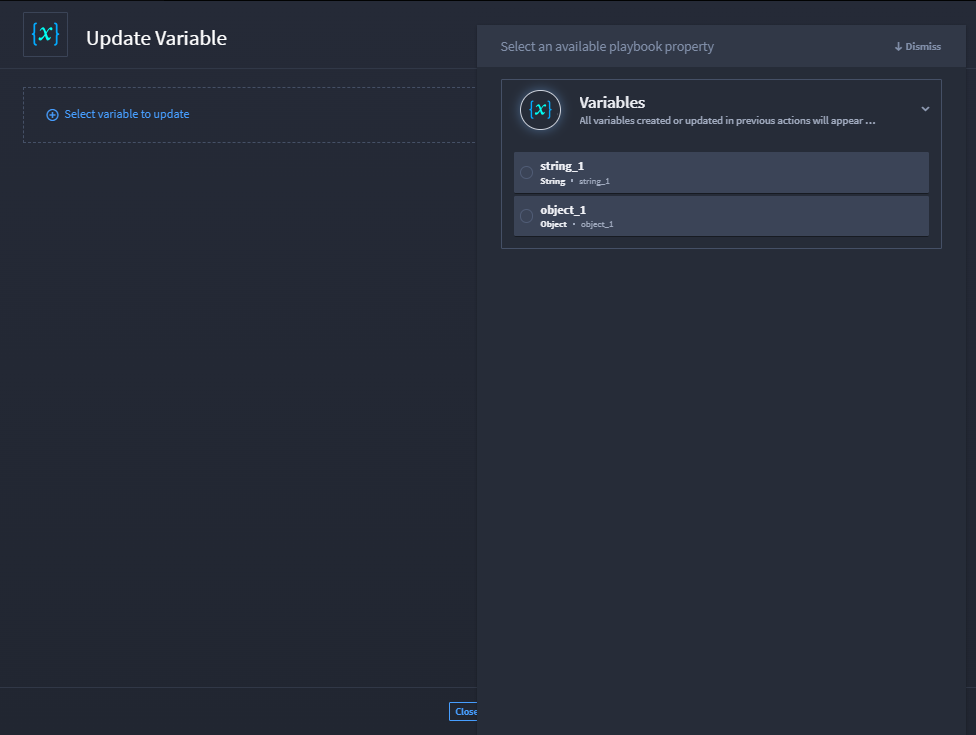 {x}
Update Variable
Select variable to update
Close
Select an available playbook property
Dismiss
{x}
Variables
All variables created or updated in previous actions will appear ...
string_1
String • string_1
object_1
Object • object_1